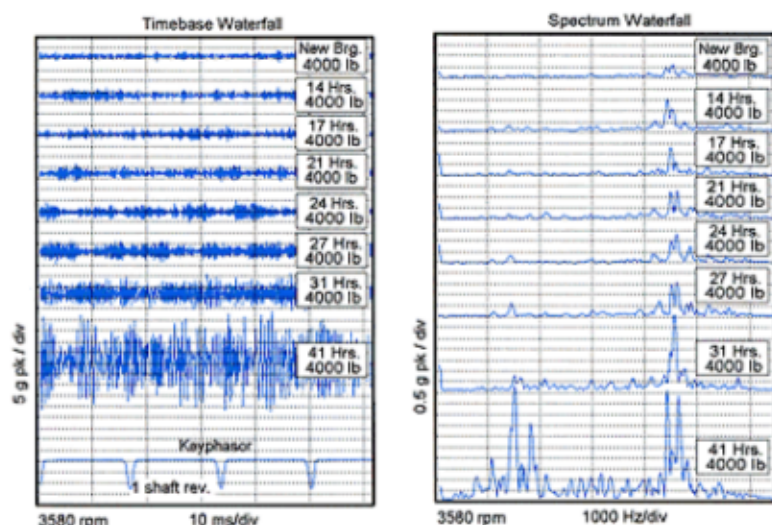 Timebase Waterfall
New Brg.
4000 lb
14 Hrs.
4000 lb
17 Hrs.
4000 lb
21 Hrs.
4000 lb
24 Hrs.
4000 lb
27 Hrs.
4000 lb
31 Hrs.
4000 lb
41 Hrs.
4000 lb
5 g pk / div
Keyphasor
1 shaft rev.
3580 rpm
10 ms/div
Spectrum Waterfall
New Brg.
4000 lb
14 Hrs.
4000 lb
17 Hrs.
4000 lb
21 Hrs.
4000 lb
24 Hrs.
4000 lb
27 Hrs.
4000 lb
31 Hrs.
4000 lb
41 Hrs.
4000 lb
0.5 g pk / div
3580 rpm
1000 Hz/div